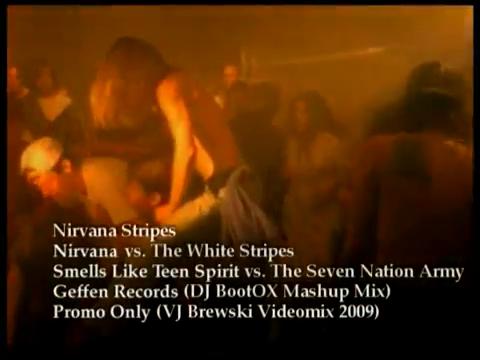 Nirvana Stripes
Nirvana vs. The White Stripes
Smells Like Teen Spirit vs. The Seven Nation Army
Geffen Records (DJ BootOX Mashup Mix)
Promo Only (VJ Brewski Videomix 2009)